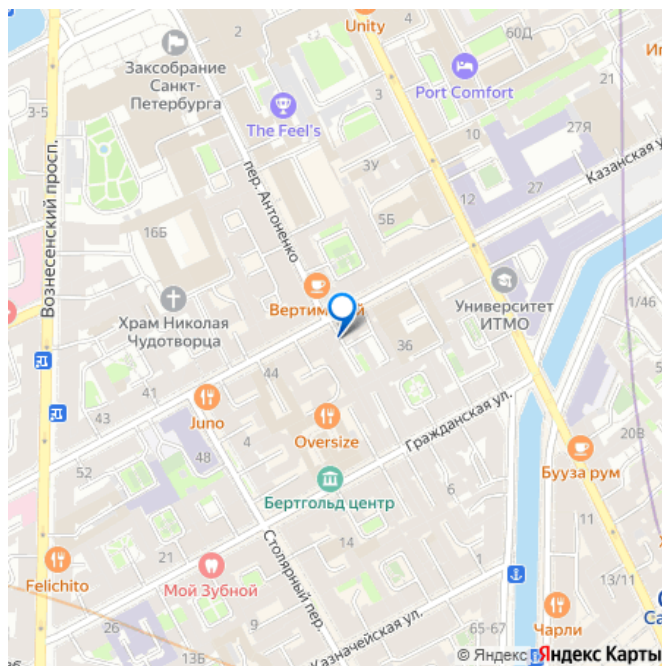 2
Unity
60Д
Заксобрание
Санкт-
Петербурга
21
Port Comfort
3-5
The Feel's
3
10
27Я
3У
Казанская у
пер. Антоненко
12
27
Вознесенский просп.
5Б
16Б
Университет
ИТМО
1/46
Храм Николая
Чудотворца
36
44
41
43
Juno
Oversize
Гражданская ул.
4
48
20В
52
Бууза рум
Бертгольд центр
6
11
14
21
1
Felichito
Мой Зубной
Столярный пер.
13/11
26
9
13Б
Казначейская ул.
65-67
Чарли
© Яндекс
Яндекс Карты